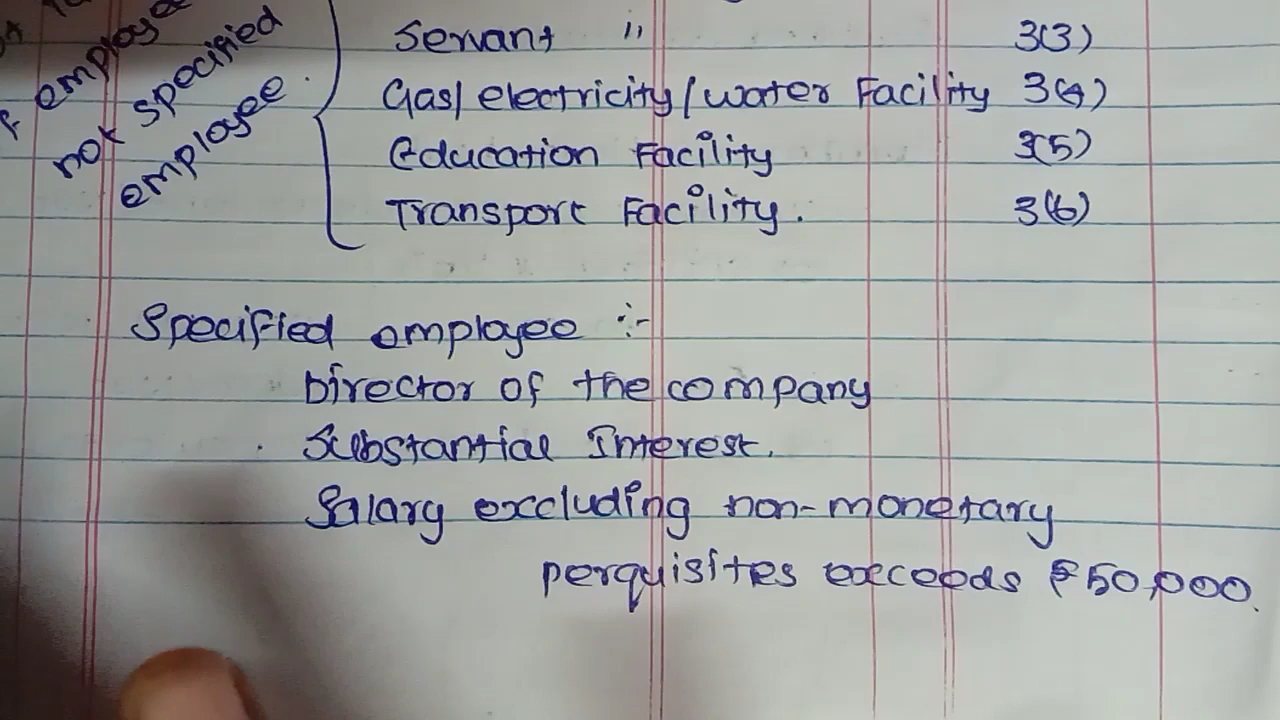 employee
not specified
employee.
Servant " 3(3)
Gas/electricity/water Facility 3(4)
Education Facility 3(5)
Transport Facility. 3(6)
Specified employee :-
Director of the company
Substantial Interest.
Salary excluding non-monetary
perquisites exceeds ₹50,000.